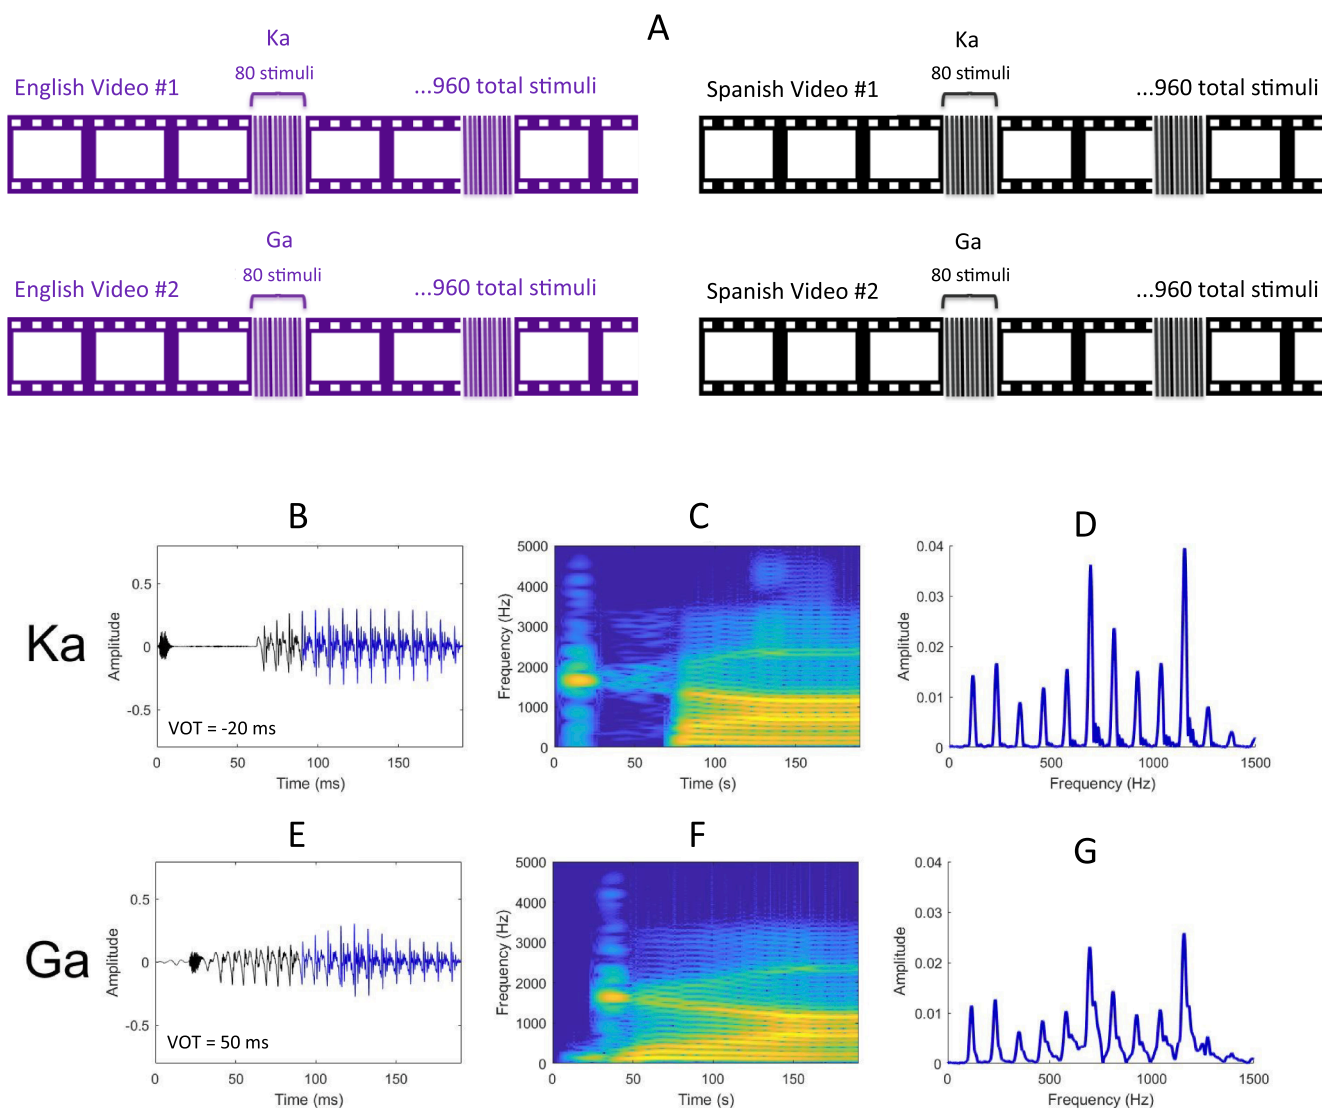 A
Ka
80 stimuli
English Video #1
...960 total stimuli
Ka
80 stimuli
Spanish Video #1
...960 total stimuli
Ga
80 stimuli
English Video #2
...960 total stimuli
Ga
80 stimuli
Spanish Video #2
...960 total stimuli
Ka
B
0.5
0
-0.5
Amplitude
VOT = -20 ms
0 50 100 150
Time (ms)
C
5000
4000
3000
2000
1000
0
Frequency (Hz)
0 50 100 150
Time (s)
D
0.04
0.03
0.02
0.01
0
Amplitude
0 500 1000 1500
Frequency (Hz)
Ga
E
0.5
0
-0.5
Amplitude
VOT = 50 ms
0 50 100 150
Time (ms)
F
5000
4000
3000
2000
1000
0
Frequency (Hz)
0 50 100 150
Time (s)
G
0.04
0.03
0.02
0.01
0
Amplitude
0 500 1000 1500
Frequency (Hz)